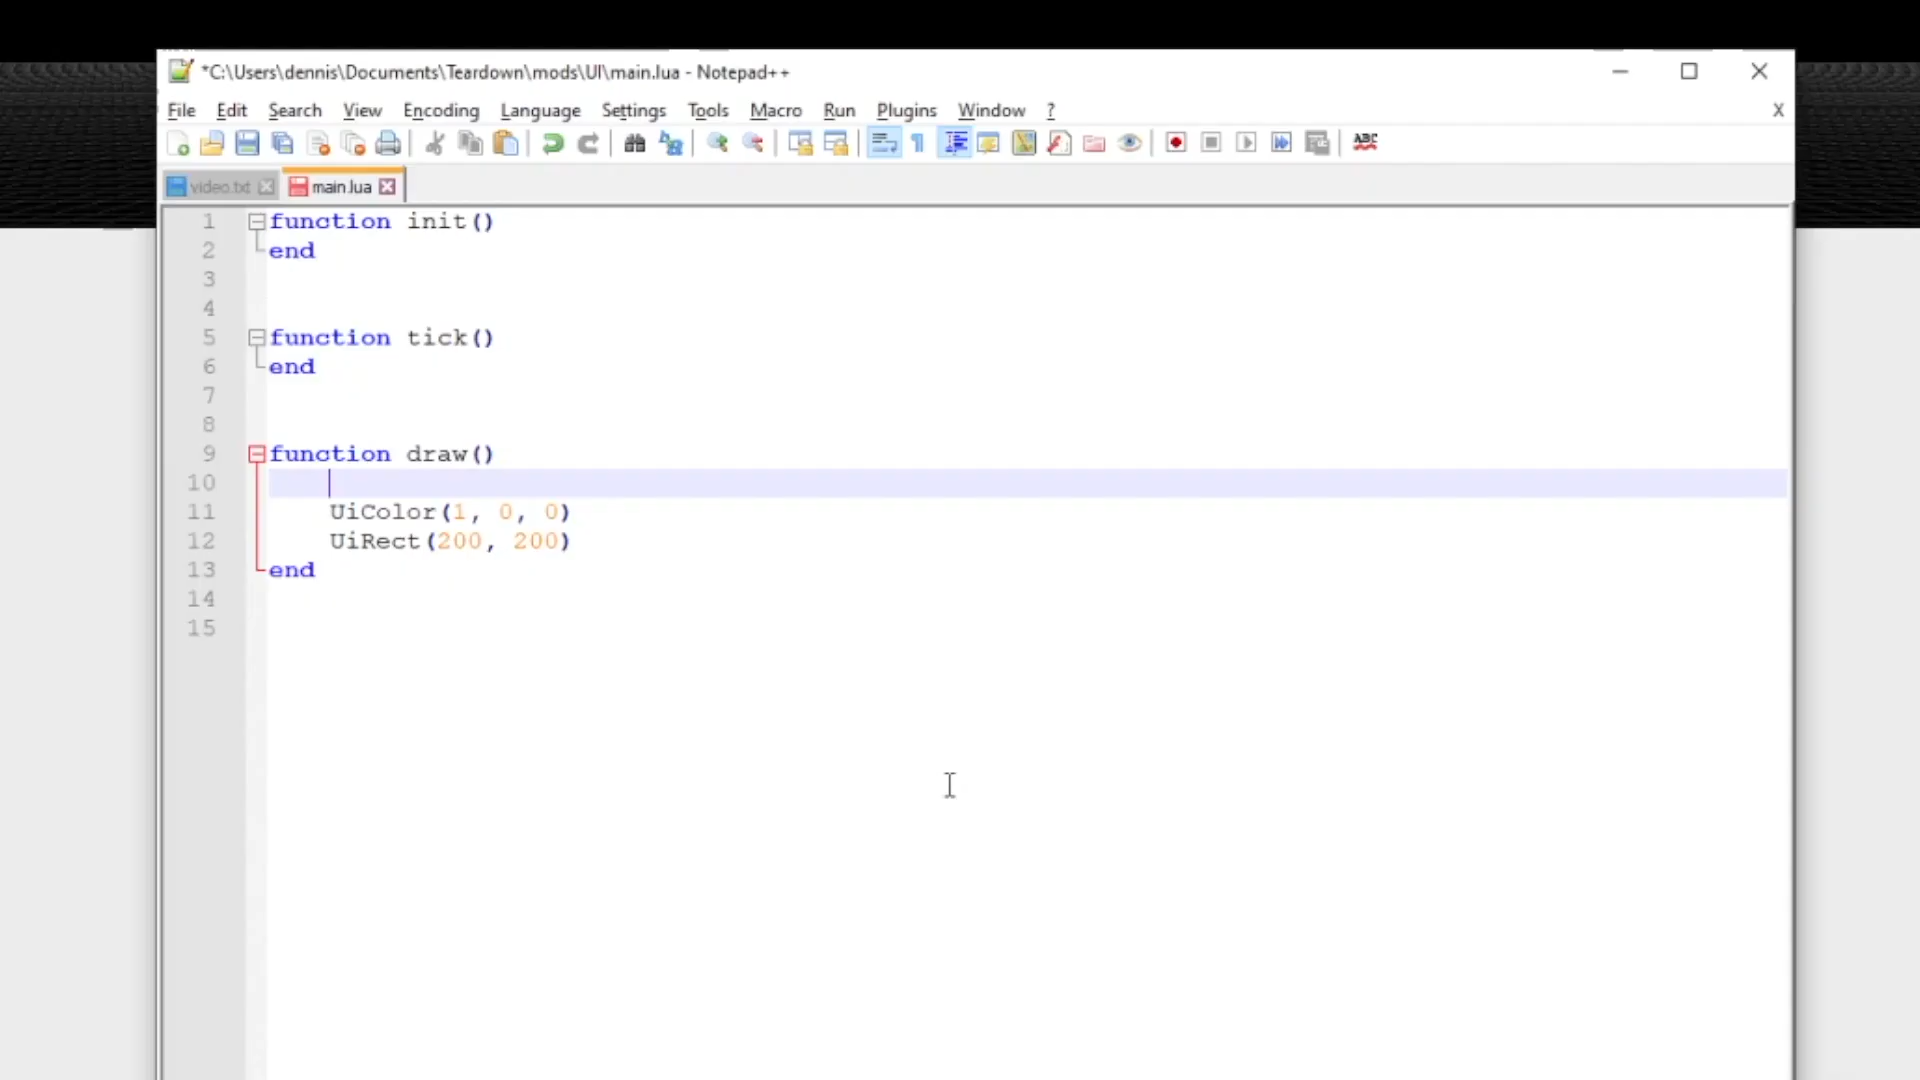 *C:\Users\dennis\Documents\Teardown\mods\UI\main.lua - Notepad++
File Edit Search View Encoding Language Settings Tools Macro Run Plugins Window ? X
ABC
video.txt main.lua
1 function init()
2 end
3
4
5 function tick()
6 end
7
8
9 function draw()
10
11 UiColor(1, 0, 0)
12 UiRect(200, 200)
13 end
14
15